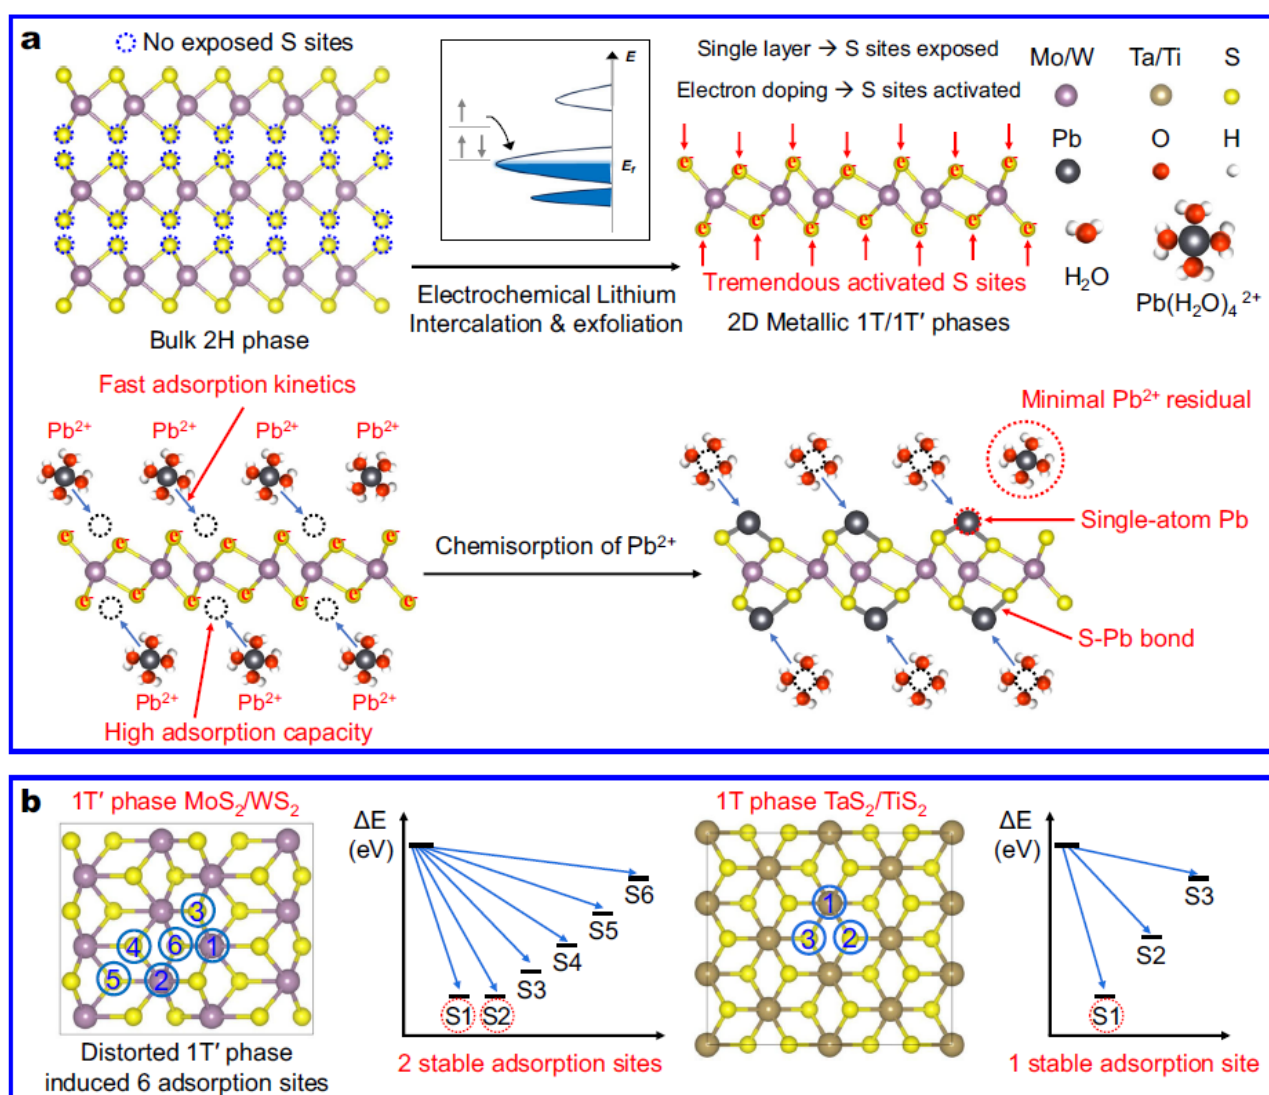 a
No exposed S sites
E
E_f
Single layer → S sites exposed
Electron doping → S sites activated
Mo/W Ta/Ti S
Pb O H
e⁻ e⁻ e⁻ e⁻ e⁻ e⁻ e⁻
e⁻ e⁻ e⁻ e⁻ e⁻ e⁻ e⁻
Tremendous activated S sites
H₂O
Pb(H₂O)₄ ²⁺
Electrochemical Lithium
Intercalation & exfoliation
2D Metallic 1T/1T′ phases
Bulk 2H phase
Fast adsorption kinetics
Pb²⁺ Pb²⁺ Pb²⁺ Pb²⁺
e⁻ e⁻ e⁻ e⁻ e⁻ e⁻ e⁻
e⁻ e⁻ e⁻ e⁻ e⁻ e⁻ e⁻
Pb²⁺ Pb²⁺ Pb²⁺
High adsorption capacity
Chemisorption of Pb²⁺
Minimal Pb²⁺ residual
Single-atom Pb
S-Pb bond
b
1T′ phase MoS₂/WS₂
3
4 6 1
5 2
Distorted 1T′ phase
induced 6 adsorption sites
ΔE
(eV)
S6
S5
S4
S3
S1 S2
2 stable adsorption sites
1T phase TaS₂/TiS₂
1
3 2
ΔE
(eV)
S3
S2
S1
1 stable adsorption site